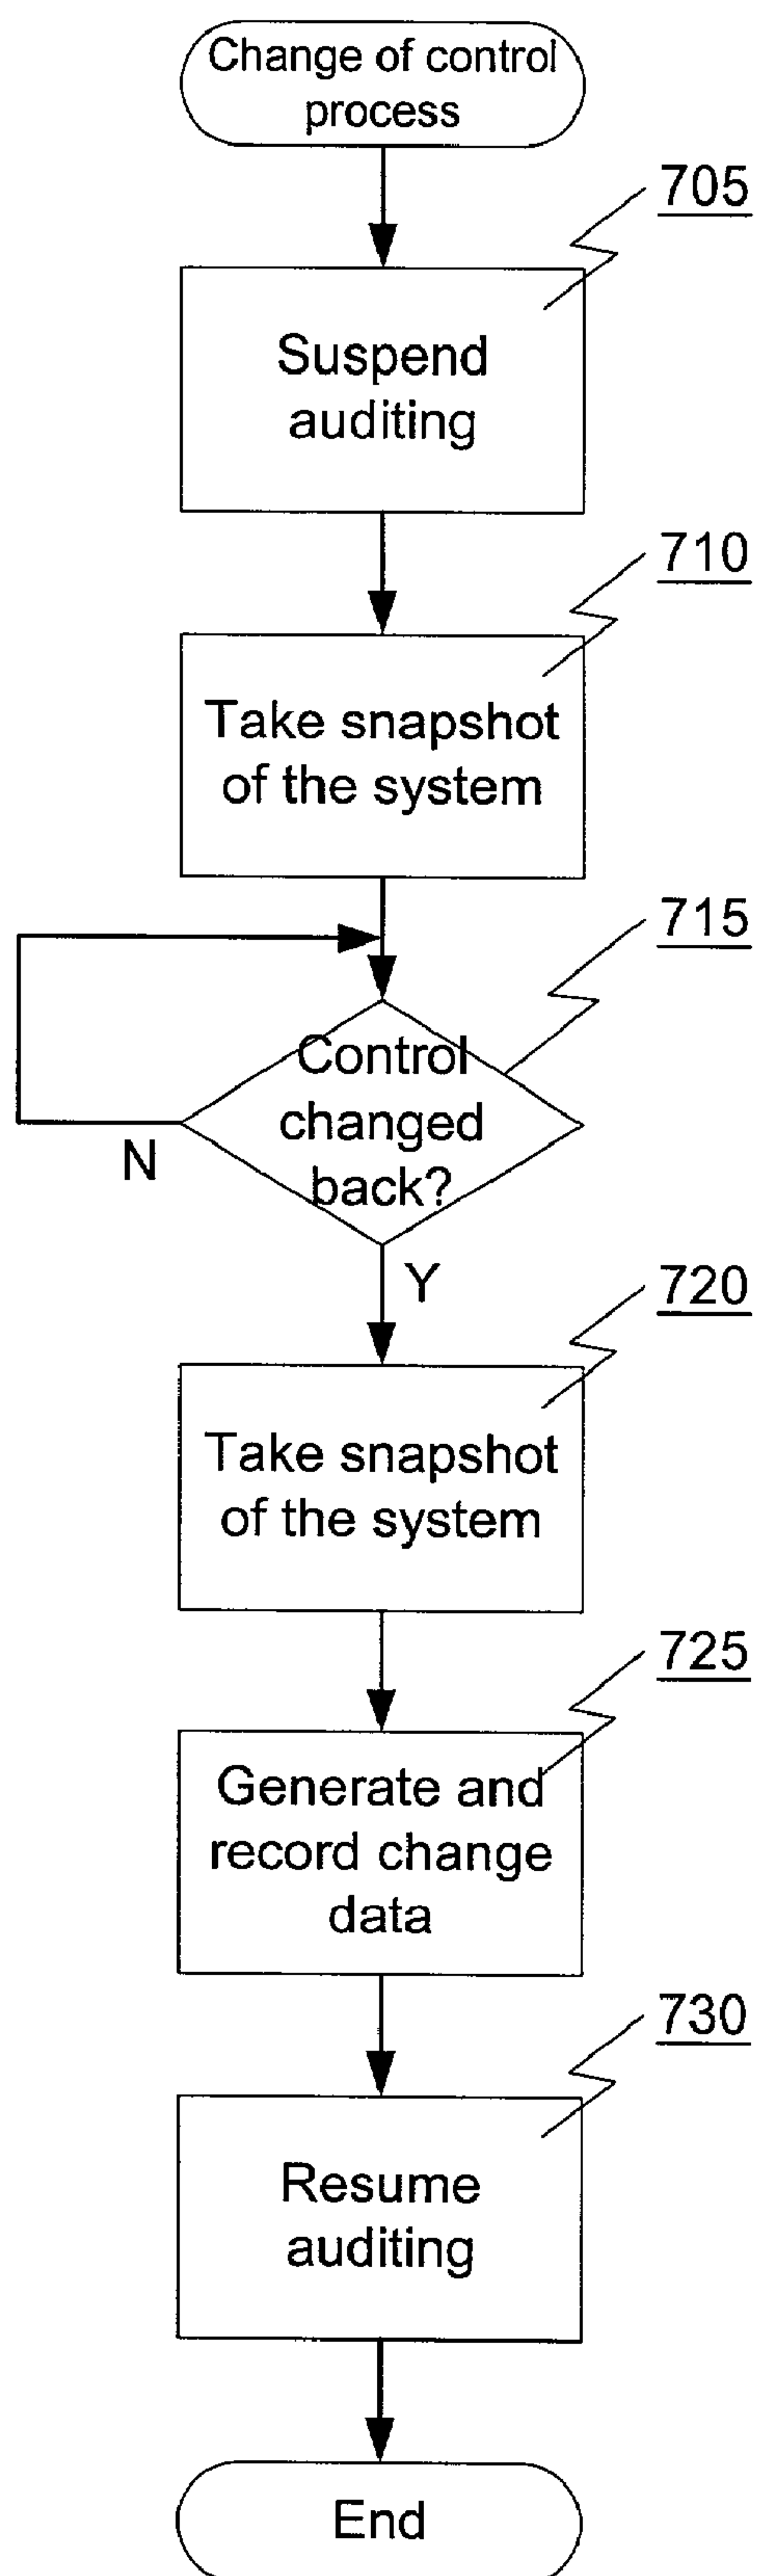 Change of control
process
705
Suspend
auditing
710
Take snapshot
of the system
715
Control
changed
back?
N
Y
720
Take snapshot
of the system
725
Generate and
record change
data
730
Resume
auditing
End